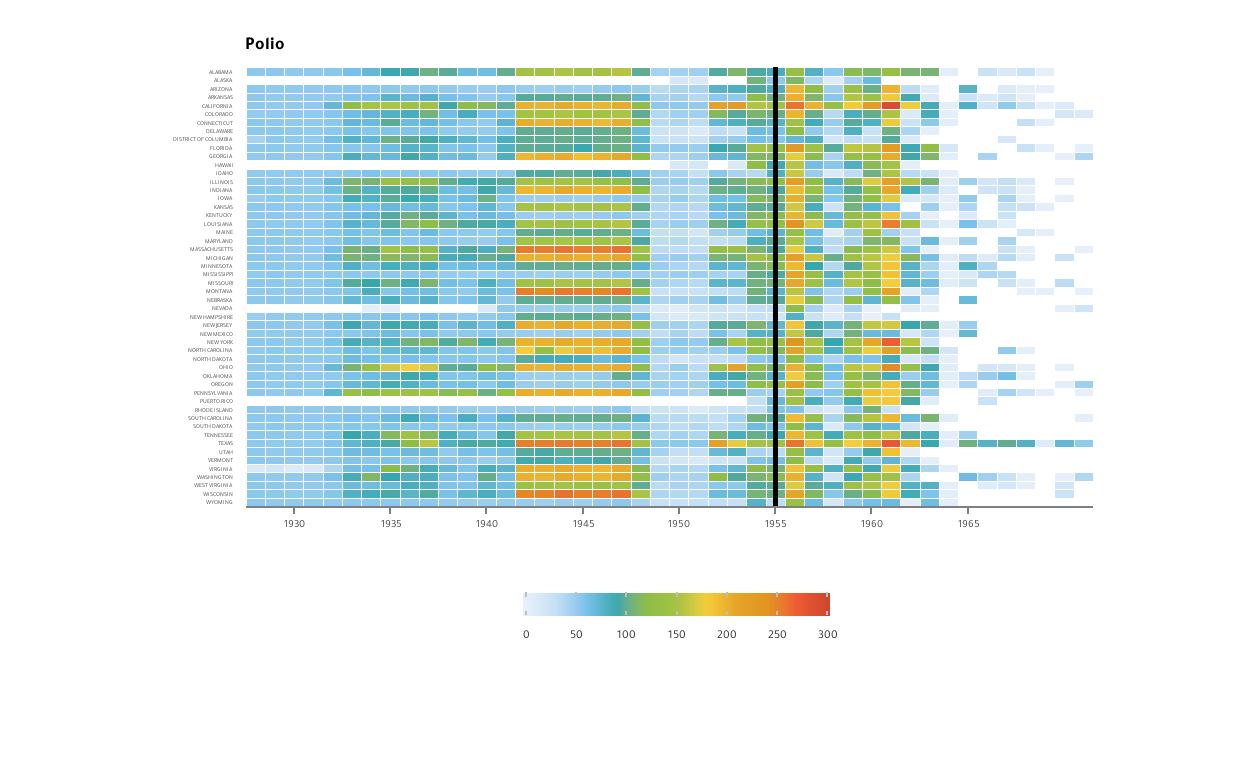 Polio
ALABAMA
ALASKA
ARIZONA
ARKANSAS
CALIFORNIA
COLORADO
CONNECTICUT
DELAWARE
DISTRICT OF COLUMBIA
FLORIDA
GEORGIA
HAWAII
IDAHO
ILLINOIS
INDIANA
IOWA
KANSAS
KENTUCKY
LOUISIANA
MAINE
MARYLAND
MASSACHUSETTS
MICHIGAN
MINNESOTA
MISSISSIPPI
MISSOURI
MONTANA
NEBRASKA
NEVADA
NEW HAMPSHIRE
NEW JERSEY
NEW MEXICO
NEW YORK
NORTH CAROLINA
NORTH DAKOTA
OHIO
OKLAHOMA
OREGON
PENNSYLVANIA
PUERTO RICO
RHODE ISLAND
SOUTH CAROLINA
SOUTH DAKOTA
TENNESSEE
TEXAS
UTAH
VERMONT
VIRGINIA
WASHINGTON
WEST VIRGINIA
WISCONSIN
WYOMING
1930 1935 1940 1945 1950 1955 1960 1965
0 50 100 150 200 250 300